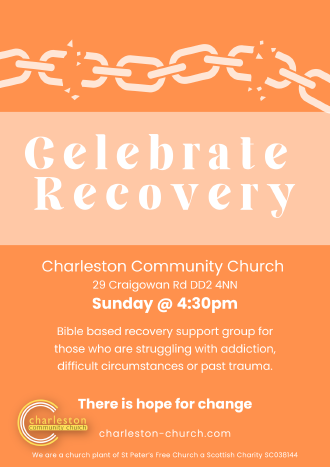 Celebrate
Recovery
Charleston Community Church
29 Craigowan Rd DD2 4NN
Sunday @ 4:30pm
Bible based recovery support group for
those who are struggling with addiction,
difficult circumstances or past trauma.
There is hope for change
charleston
community church
charleston-church.com
We are a church plant of St Peter's Free Church a Scottish Charity SC038144